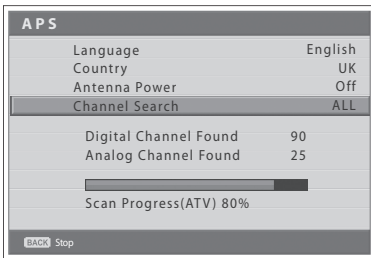 APS
Language English
Country UK
Antenna Power Off
Channel Search ALL
Digital Channel Found 90
Analog Channel Found 25
Scan Progress(ATV) 80%
BACK Stop